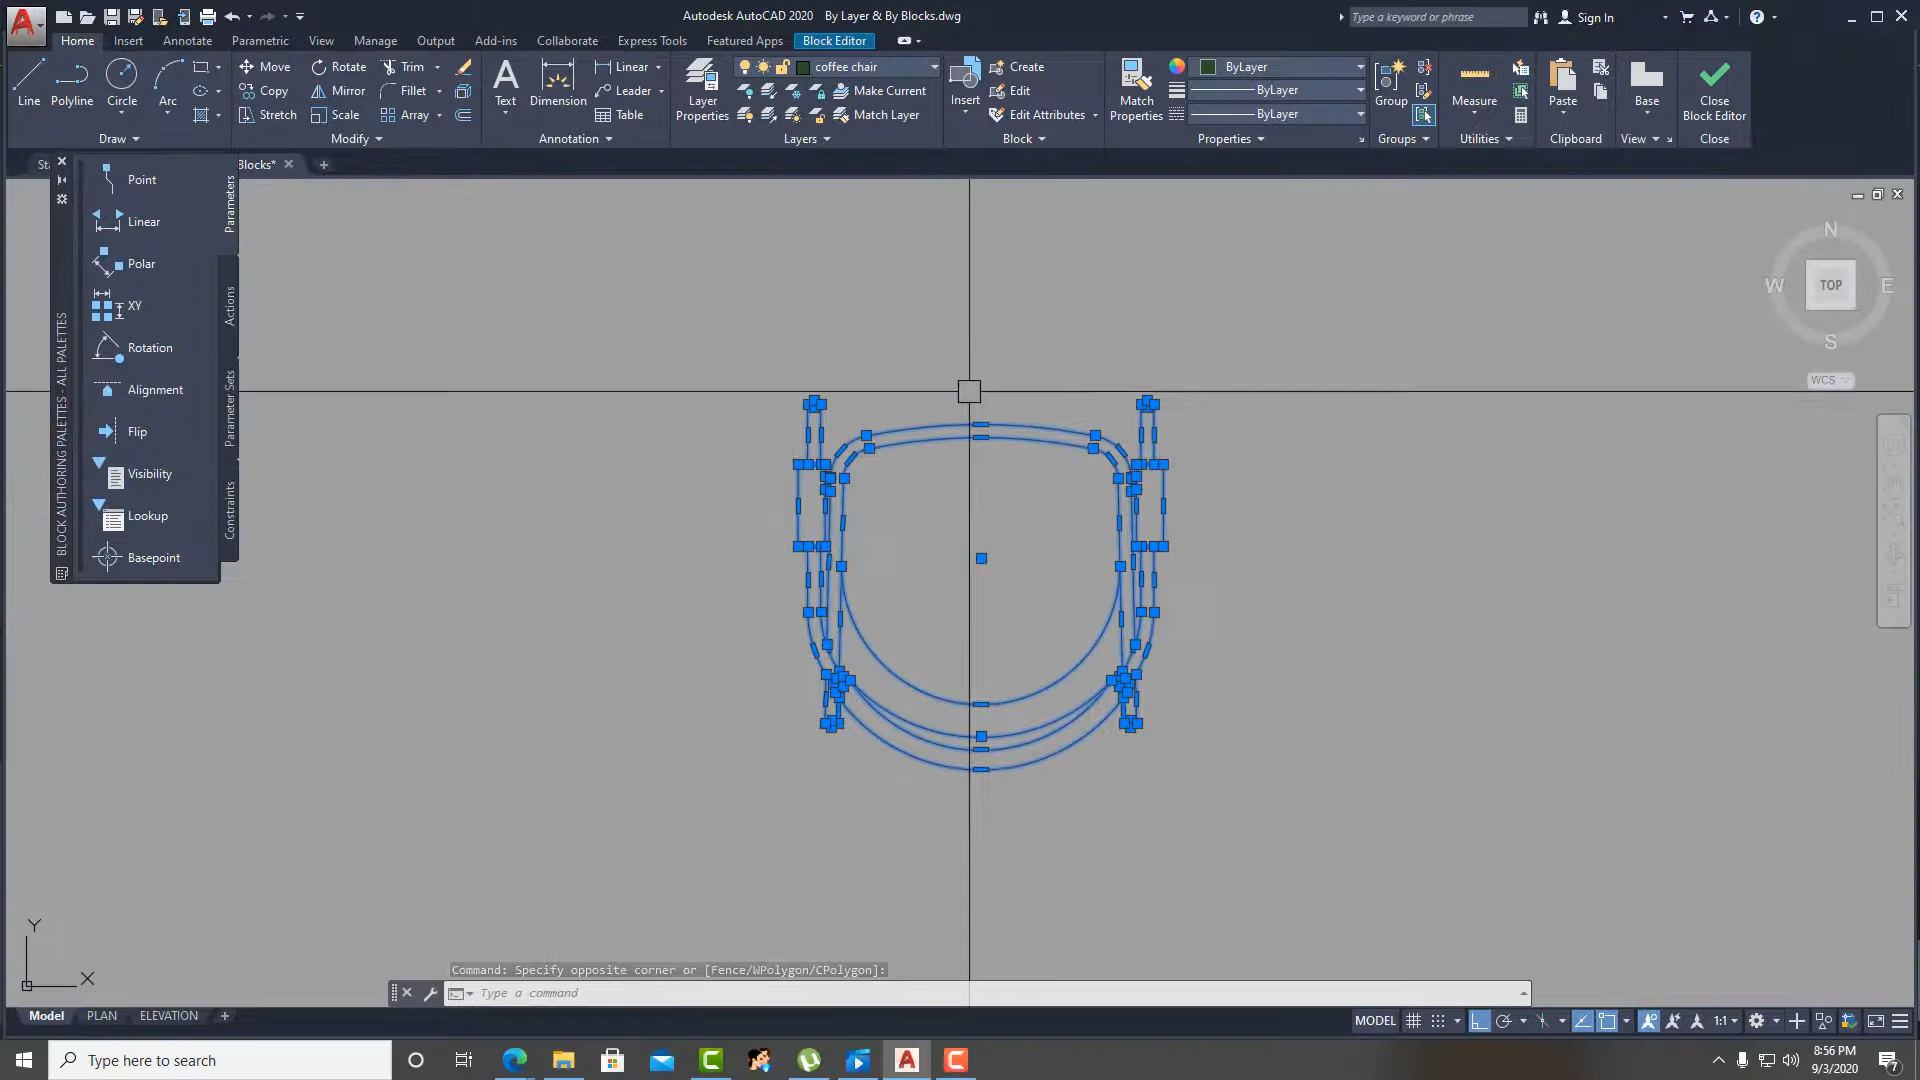 Autodesk AutoCAD 2020 By Layer & By Blocks.dwg
Type a keyword or phrase
Sign In
Home Insert Annotate Parametric View Manage Output Add-ins Collaborate Express Tools Featured Apps Block Editor
Line Polyline Circle Arc
Move Rotate Trim
Copy Mirror Fillet
Stretch Scale Array
Text Dimension
Linear
Leader
Table
Layer Properties
coffee chair
Make Current
Match Layer
Insert
Create
Edit
Edit Attributes
Match Properties
ByLayer
ByLayer
ByLayer
Group
Measure
Paste
Base
Close Block Editor
Draw Modify Annotation Layers Block Properties Groups Utilities Clipboard View Close
Blocks*
Point
Linear
Polar
XY
Rotation
Alignment
Flip
Visibility
Lookup
Basepoint
Parameters
Actions
Parameter Sets
Constraints
BLOCK AUTHORING PALETTES - ALL PALETTES
N
W TOP E
S
WCS
Y
X
Command: Specify opposite corner or [Fence/WPolygon/CPolygon]:
Type a command
Model PLAN ELEVATION
MODEL 1:1
Type here to search
8:56 PM
9/3/2020
7